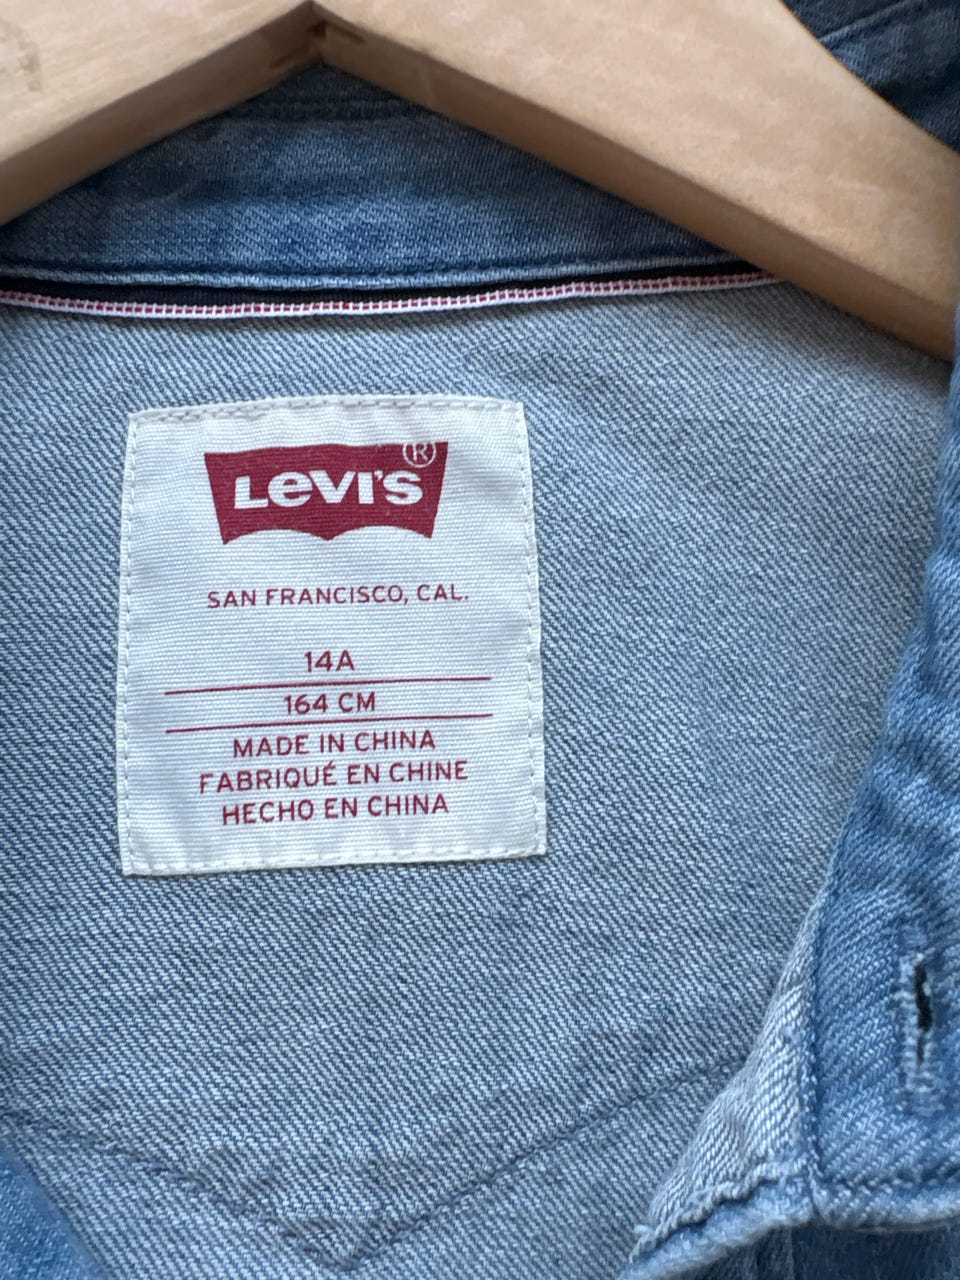 LEVI'S®
SAN FRANCISCO, CAL.
14A
164 CM
MADE IN CHINA
FABRIQUÉ EN CHINE
HECHO EN CHINA